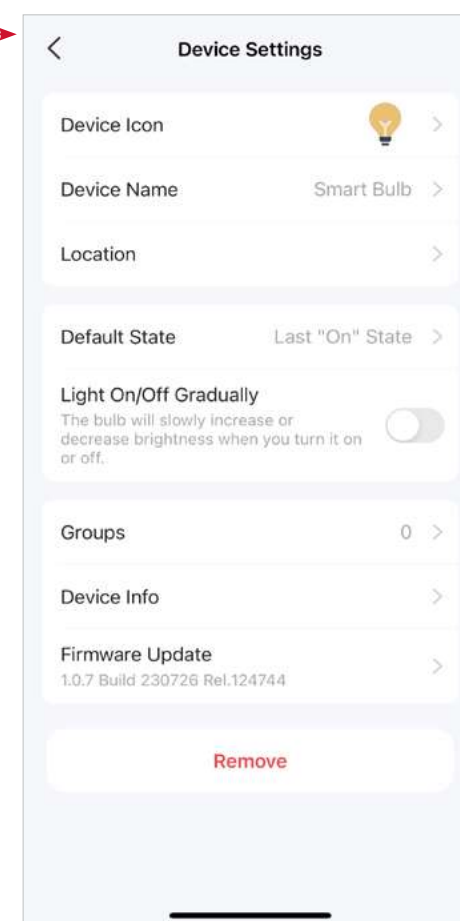 Device Settings
Device Icon
Device Name Smart Bulb
Location
Default State Last "On" State
Light On/Off Gradually
The bulb will slowly increase or
decrease brightness when you turn it on
or off.
Groups 0
Device Info
Firmware Update
1.0.7 Build 230726 Rel.124744
Remove